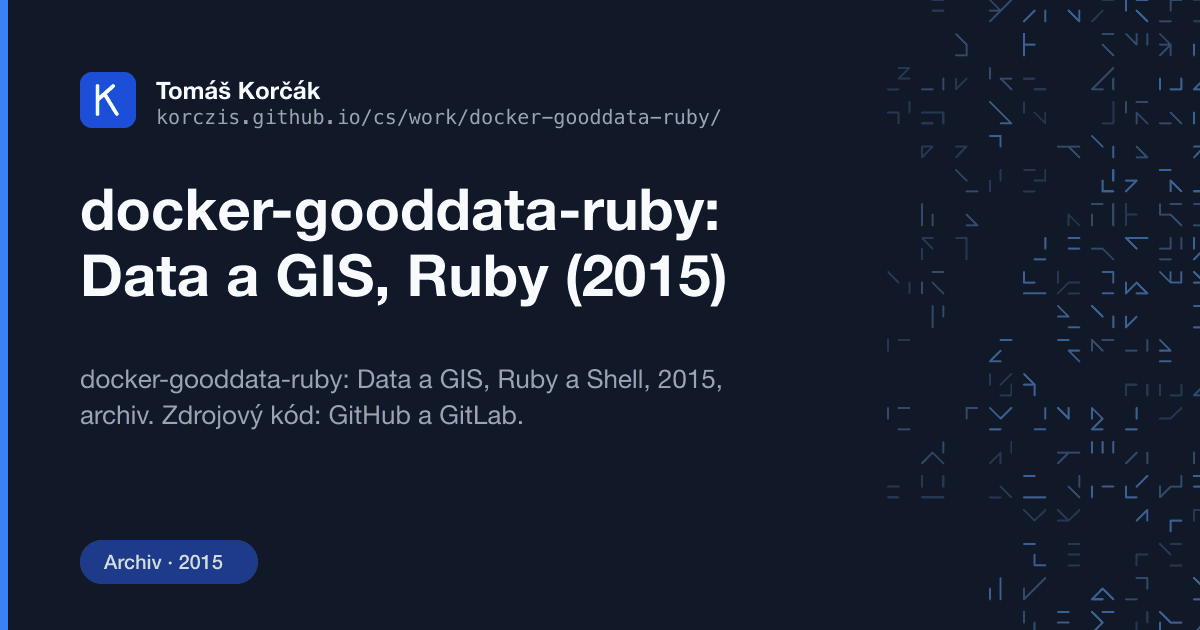 K
Tomáš Korčák
korczis.github.io/cs/work/docker-gooddata-ruby/
docker-gooddata-ruby:
Data a GIS, Ruby (2015)
docker-gooddata-ruby: Data a GIS, Ruby a Shell, 2015,
archiv. Zdrojový kód: GitHub a GitLab.
Archiv · 2015